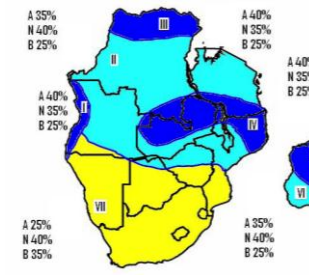 A 35%
N 40%
B 25%
III
A 40%
N 35%
B 25%
II
A 40%
N 35%
B 25%
A 40%
N 35%
B 25%
I
IV
VI
VII
A 25%
N 40%
B 35%
A 35%
N 40%
B 25%